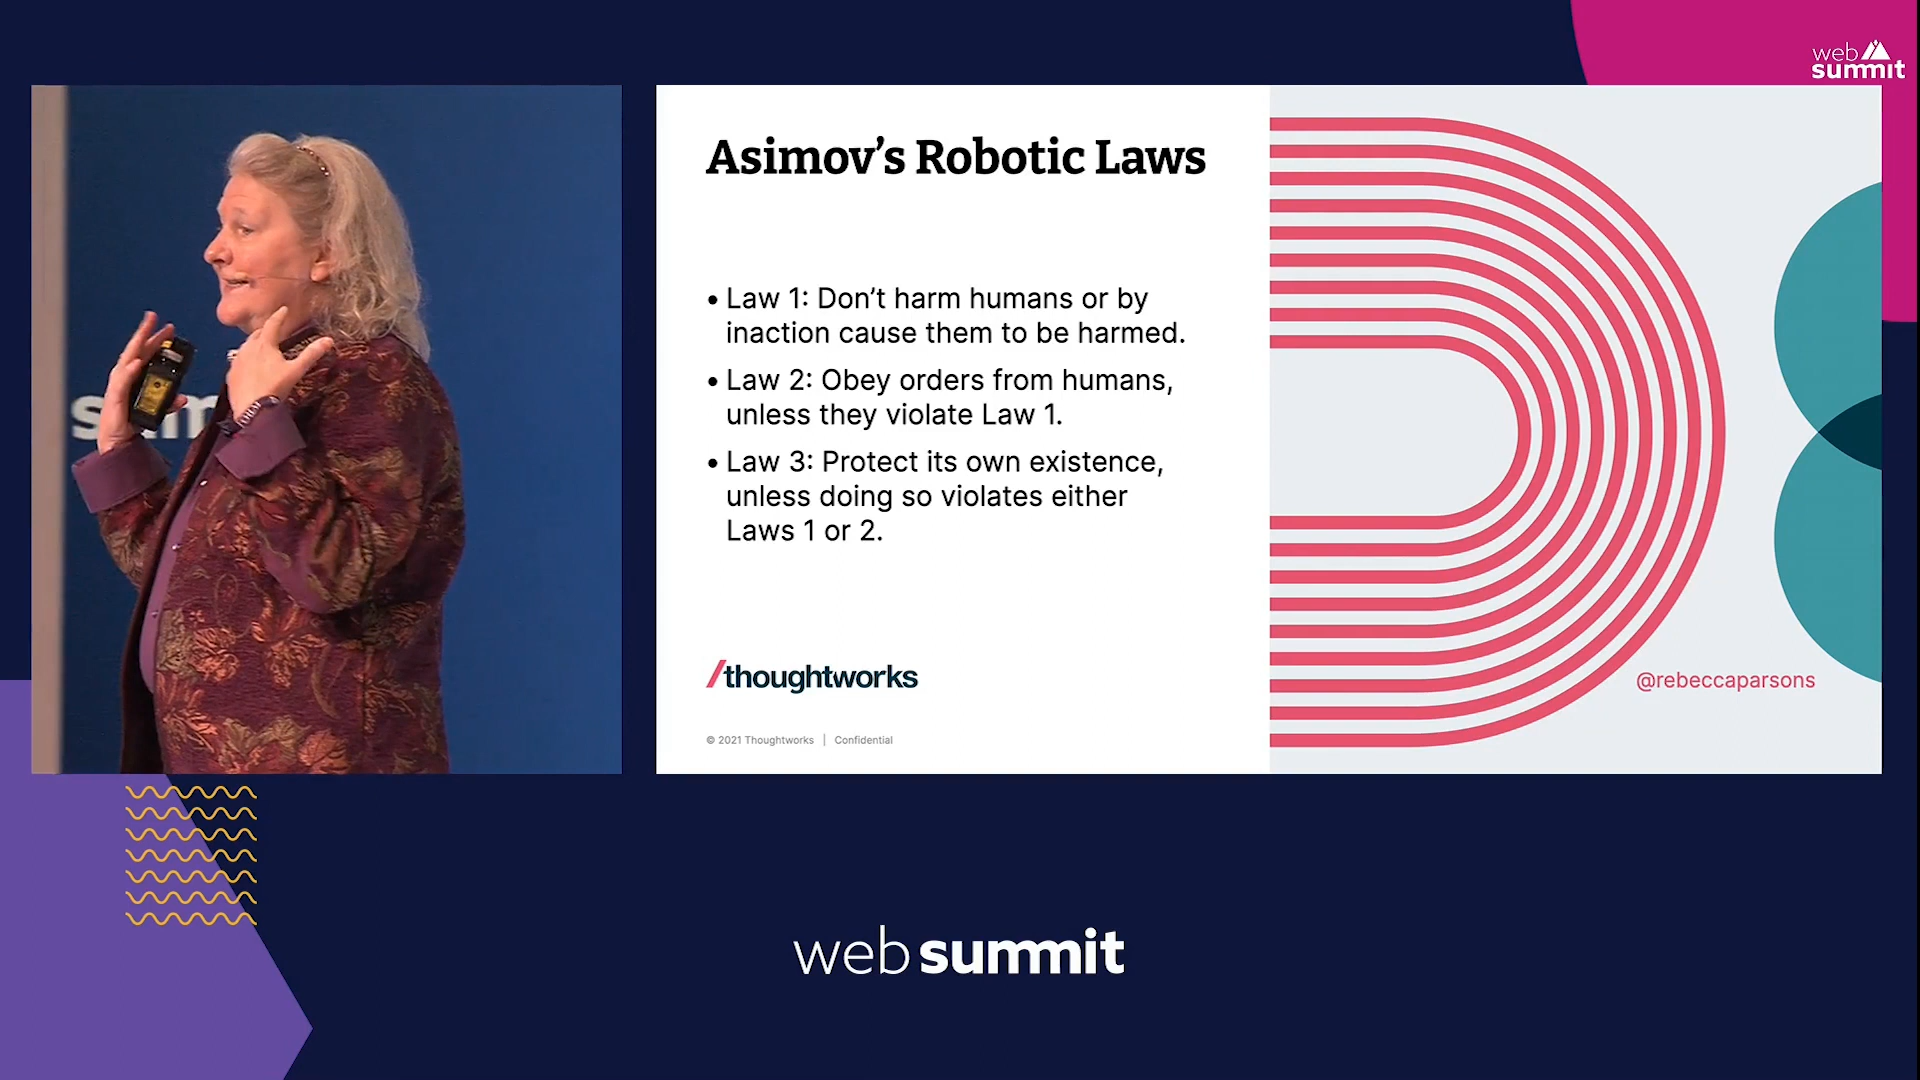 web
summit
Asimov’s Robotic Laws
• Law 1: Don’t harm humans or by
inaction cause them to be harmed.
• Law 2: Obey orders from humans,
unless they violate Law 1.
• Law 3: Protect its own existence,
unless doing so violates either
Laws 1 or 2.
/thoughtworks
@rebeccaparsons
© 2021 Thoughtworks | Confidential
web summit